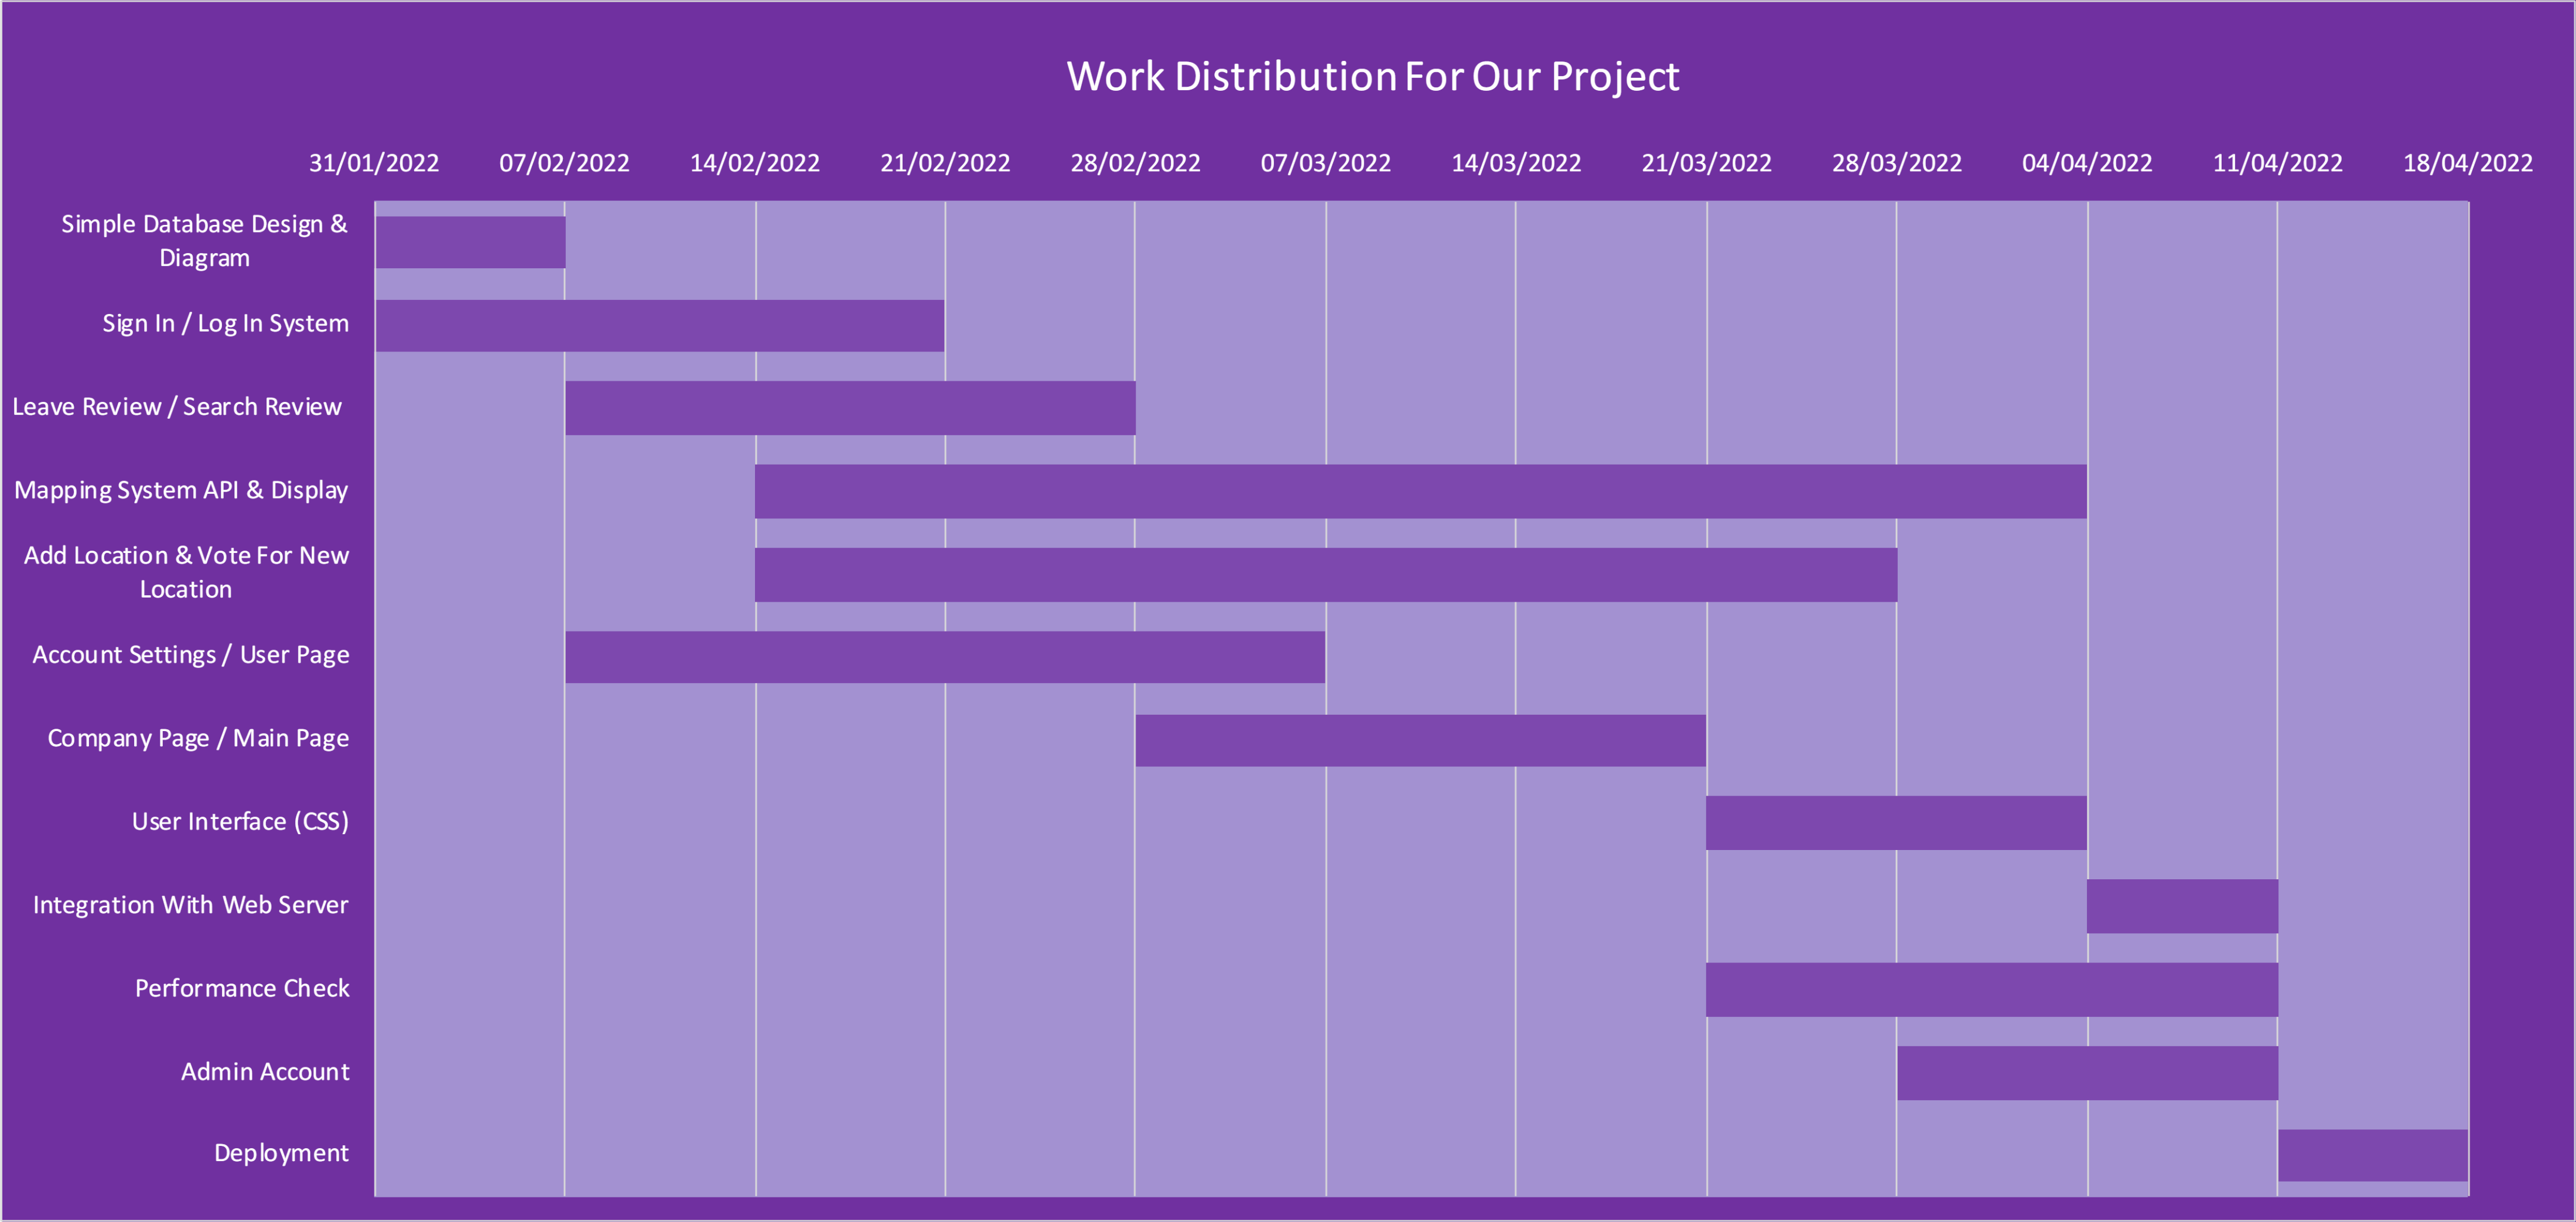 Work Distribution For Our Project
31/01/2022 07/02/2022 14/02/2022 21/02/2022 28/02/2022 07/03/2022 14/03/2022 21/03/2022 28/03/2022 04/04/2022 11/04/2022 18/04/2022
Simple Database Design &
Diagram
Sign In / Log In System
Leave Review / Search Review
Mapping System API & Display
Add Location & Vote For New
Location
Account Settings / User Page
Company Page / Main Page
User Interface (CSS)
Integration With Web Server
Performance Check
Admin Account
Deployment